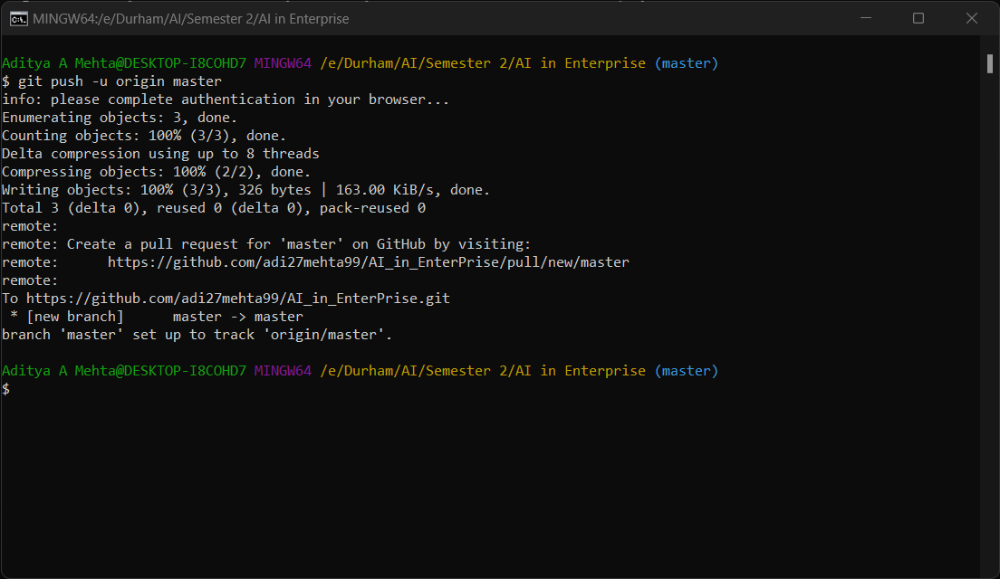 MINGW64:/e/Durham/AI/Semester 2/AI in Enterprise
Aditya A Mehta@DESKTOP-I8COHD7 MINGW64 /e/Durham/AI/Semester 2/AI in Enterprise (master)
$ git push -u origin master
info: please complete authentication in your browser...
Enumerating objects: 3, done.
Counting objects: 100% (3/3), done.
Delta compression using up to 8 threads
Compressing objects: 100% (2/2), done.
Writing objects: 100% (3/3), 326 bytes | 163.00 KiB/s, done.
Total 3 (delta 0), reused 0 (delta 0), pack-reused 0
remote:
remote: Create a pull request for 'master' on GitHub by visiting:
remote:      https://github.com/adi27mehta99/AI_in_EnterPrise/pull/new/master
remote:
To https://github.com/adi27mehta99/AI_in_EnterPrise.git
 * [new branch]      master -> master
branch 'master' set up to track 'origin/master'.
Aditya A Mehta@DESKTOP-I8COHD7 MINGW64 /e/Durham/AI/Semester 2/AI in Enterprise (master)
$